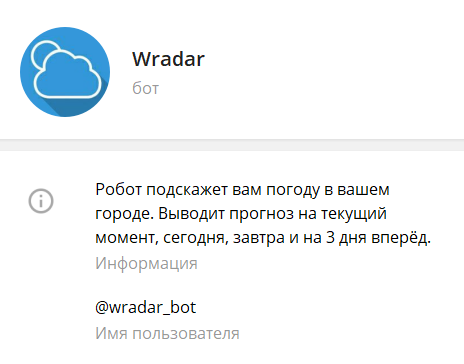 Wradar
бот
Робот подскажет вам погоду в вашем
городе. Выводит прогноз на текущий
момент, сегодня, завтра и на 3 дня вперёд.
Информация
@wradar_bot
Имя пользователя